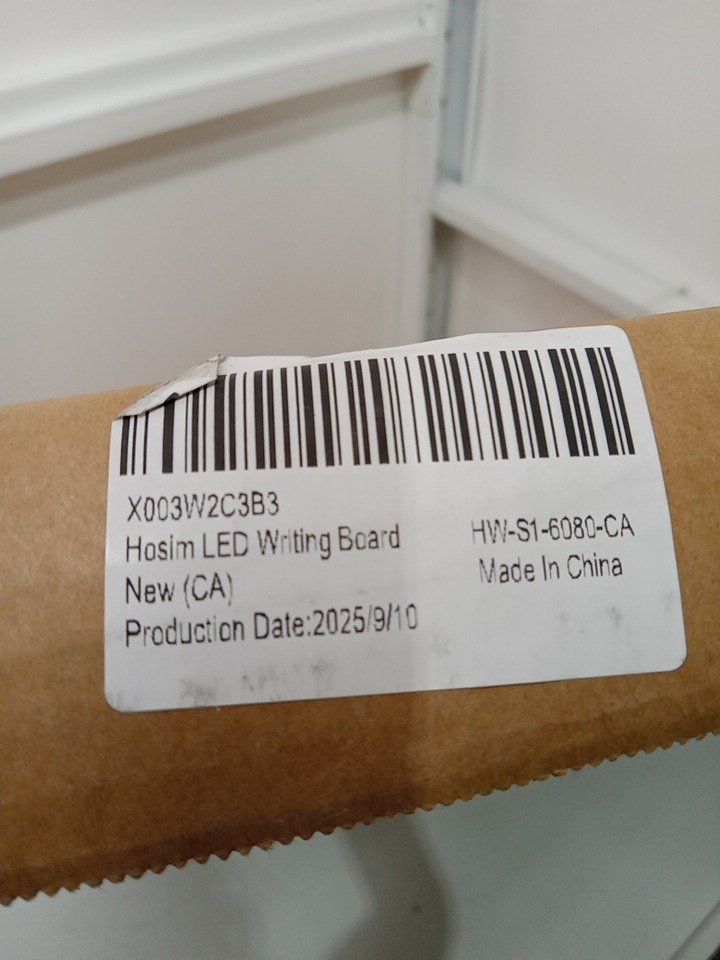 X003W2C3B3
Hosim LED Writing Board
New (CA)
Production Date:2025/9/10
HW-S1-6080-CA
Made In China